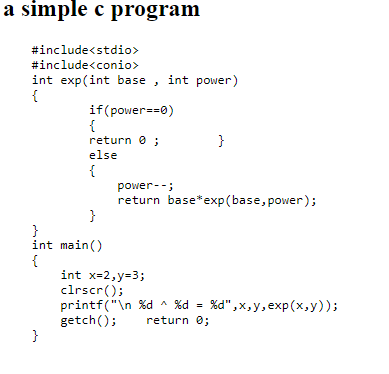 a simple c program
#include<stdio>
#include<conio>
int exp(int base , int power)
{
if(power==0)
{
return 0 ; }
else
{
power--;
return base*exp(base,power);
}
}
int main()
{
int x=2,y=3;
clrscr();
printf("\n %d ^ %d = %d",x,y,exp(x,y));
getch(); return 0;
}